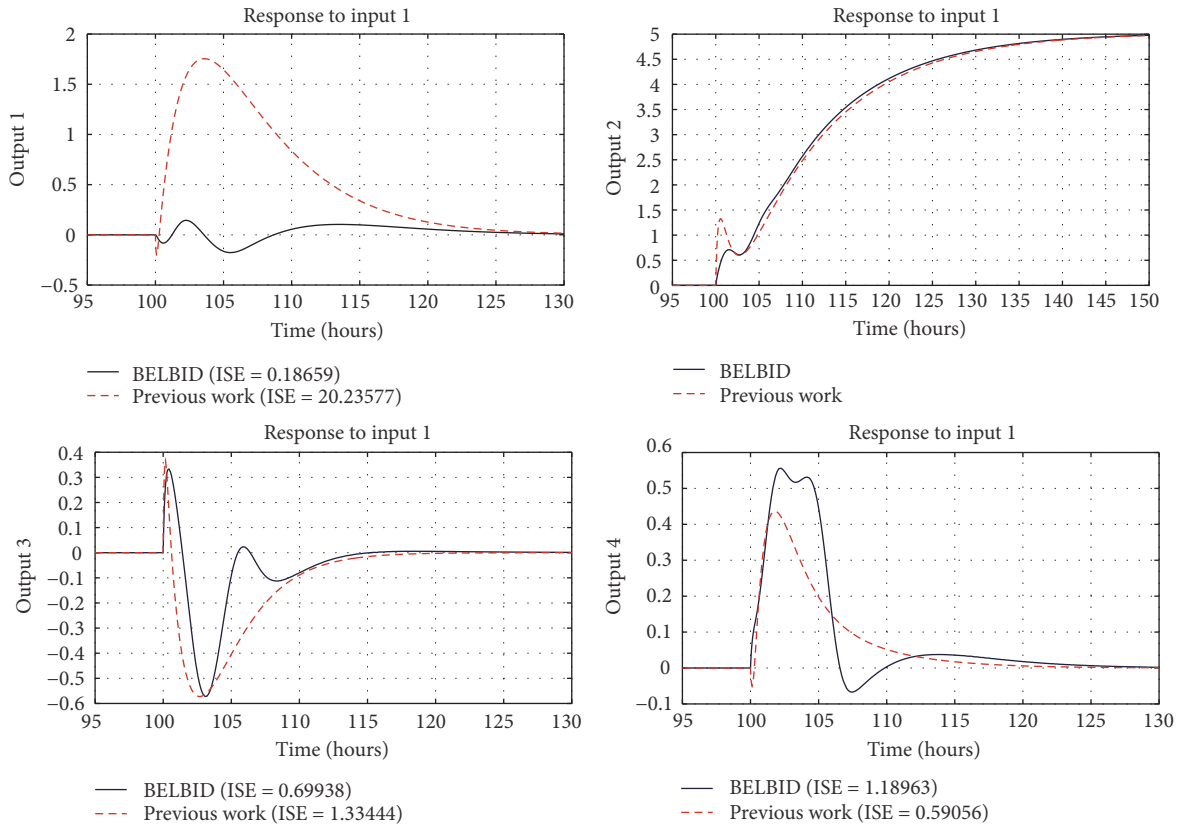 Response to input 1
2
1.5
1
0.5
0
−0.5
Output 1
95 100 105 110 115 120 125 130
Time (hours)
BELBID (ISE = 0.18659)
Previous work (ISE = 20.23577)
Response to input 1
5
4.5
4
3.5
3
2.5
2
1.5
1
0.5
0
Output 2
95 100 105 110 115 120 125 130 135 140 145 150
Time (hours)
BELBID
Previous work
Response to input 1
0.4
0.3
0.2
0.1
0
−0.1
−0.2
−0.3
−0.4
−0.5
−0.6
Output 3
95 100 105 110 115 120 125 130
Time (hours)
BELBID (ISE = 0.69938)
Previous work (ISE = 1.33444)
Response to input 1
0.6
0.5
0.4
0.3
0.2
0.1
0
−0.1
Output 4
95 100 105 110 115 120 125 130
Time (hours)
BELBID (ISE = 1.18963)
Previous work (ISE = 0.59056)